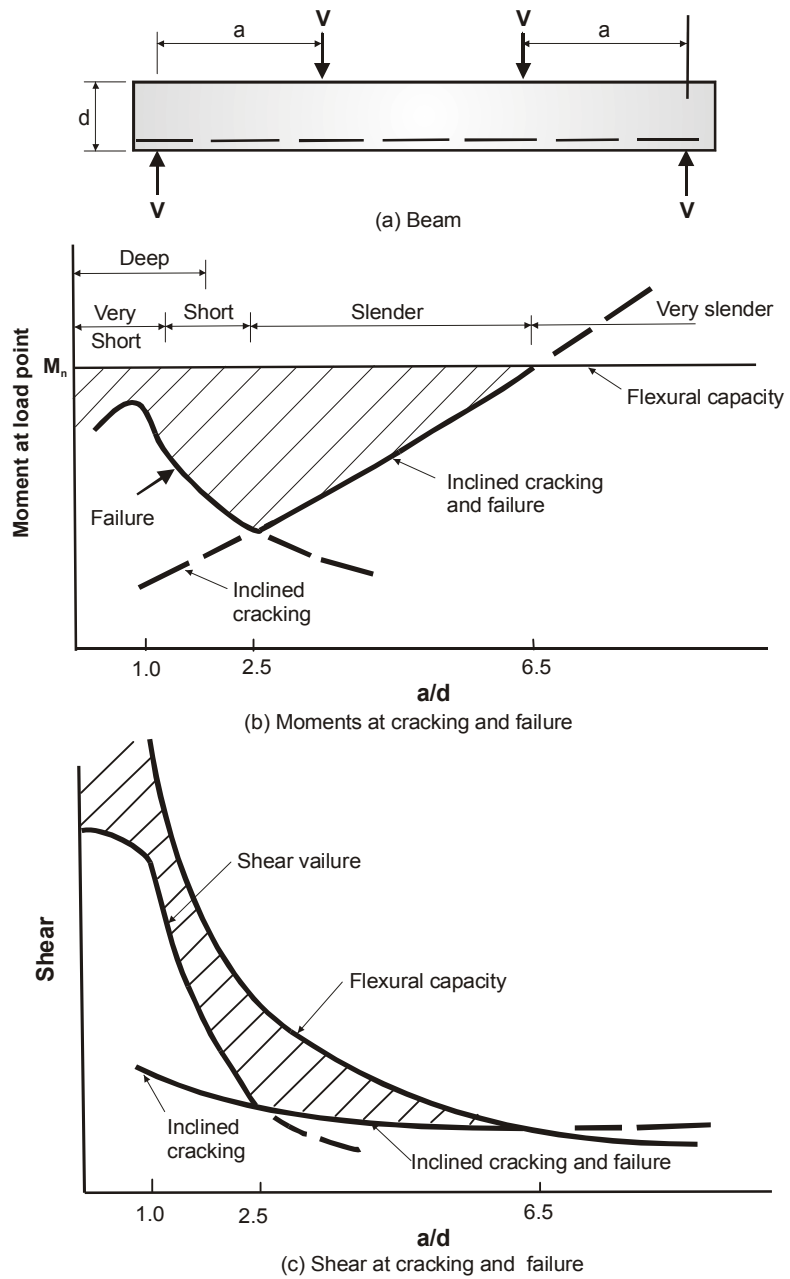 V V
a a
d
V V
(a) Beam
Deep
Very Short Slender Very slender
Short
Mn
Flexural capacity
Moment at load point
Inclined cracking
and failure
Failure
Inclined
cracking
1.0 2.5 6.5
a/d
(b) Moments at cracking and failure
Shear vailure
Shear
Flexural capacity
Inclined
cracking
Inclined cracking and failure
1.0 2.5 6.5
a/d
(c) Shear at cracking and failure